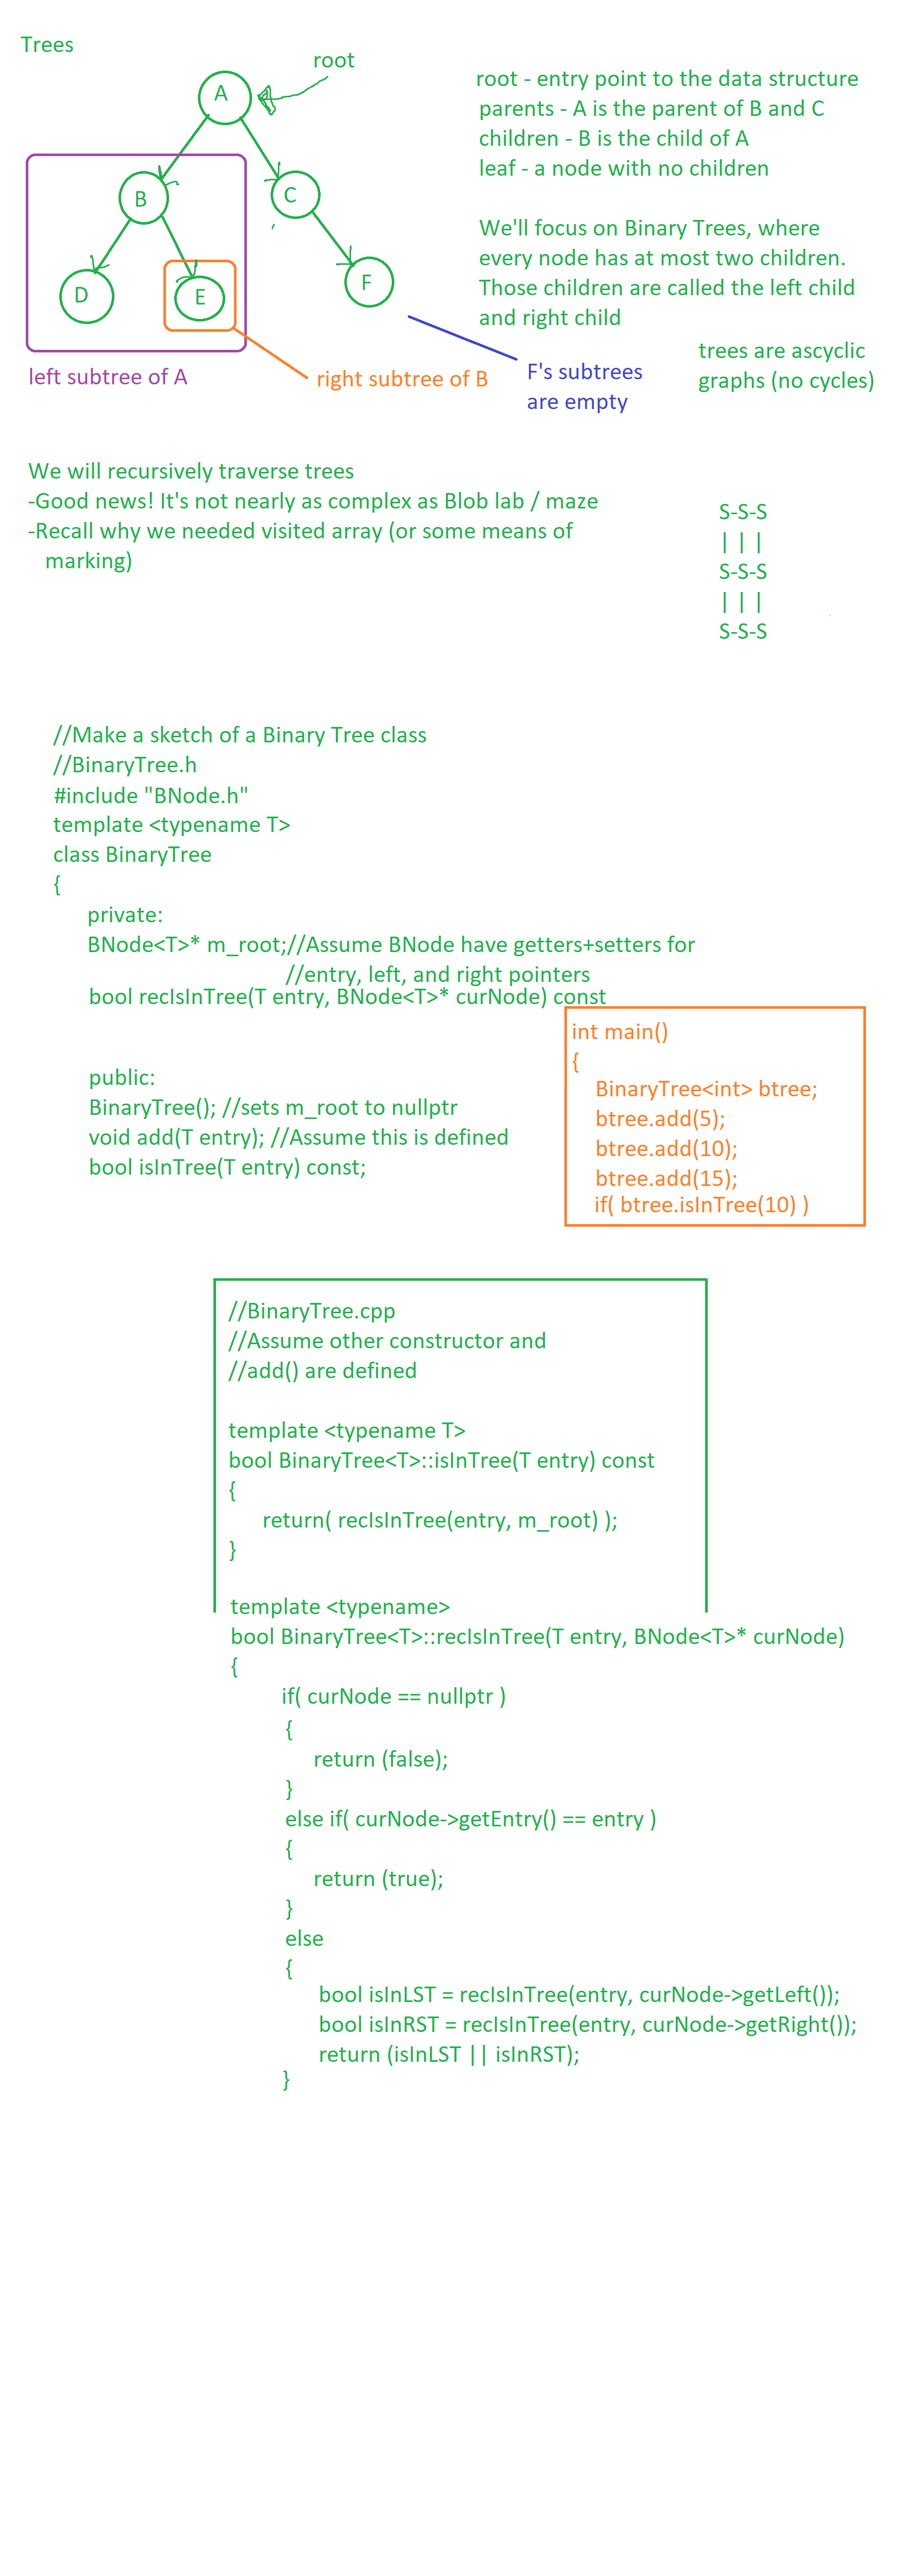 Trees
root
A
B
C
D
E
F
left subtree of A
right subtree of B
F's subtrees
are empty
root - entry point to the data structure
parents - A is the parent of B and C
children - B is the child of A
leaf - a node with no children
We'll focus on Binary Trees, where
every node has at most two children.
Those children are called the left child
and right child
trees are ascyclic
graphs (no cycles)
We will recursively traverse trees
-Good news! It's not nearly as complex as Blob lab / maze
-Recall why we needed visited array (or some means of
marking)
S-S-S
| | |
S-S-S
| | |
S-S-S
//Make a sketch of a Binary Tree class
//BinaryTree.h
#include "BNode.h"
template <typename T>
class BinaryTree
{
private:
BNode<T>* m_root;//Assume BNode have getters+setters for
//entry, left, and right pointers
bool recIsInTree(T entry, BNode<T>* curNode) const
public:
BinaryTree(); //sets m_root to nullptr
void add(T entry); //Assume this is defined
bool isInTree(T entry) const;
int main()
{
BinaryTree<int> btree;
btree.add(5);
btree.add(10);
btree.add(15);
if( btree.isInTree(10) )
//BinaryTree.cpp
//Assume other constructor and
//add() are defined
template <typename T>
bool BinaryTree<T>::isInTree(T entry) const
{
return( recIsInTree(entry, m_root) );
}
template <typename>
bool BinaryTree<T>::recIsInTree(T entry, BNode<T>* curNode)
{
if( curNode == nullptr )
{
return (false);
}
else if( curNode->getEntry() == entry )
{
return (true);
}
else
{
bool isInLST = recIsInTree(entry, curNode->getLeft());
bool isInRST = recIsInTree(entry, curNode->getRight());
return (isInLST || isInRST);
}